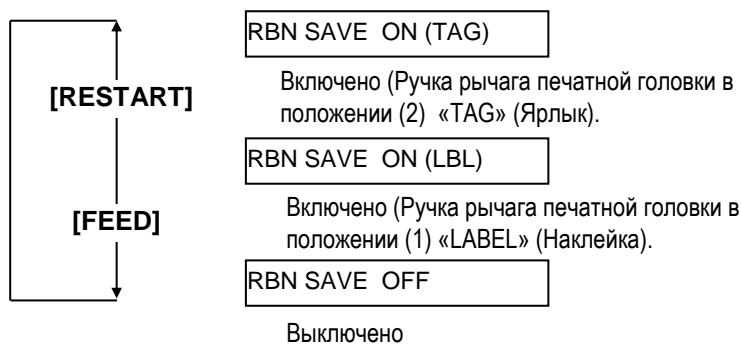 RBN SAVE  ON (TAG)
[RESTART]
Включено (Ручка рычага печатной головки в
положении (2)  «TAG» (Ярлык).
RBN SAVE  ON (LBL)
[FEED]
Включено (Ручка рычага печатной головки в
положении (1) «LABEL» (Наклейка).
RBN SAVE  OFF
Выключено